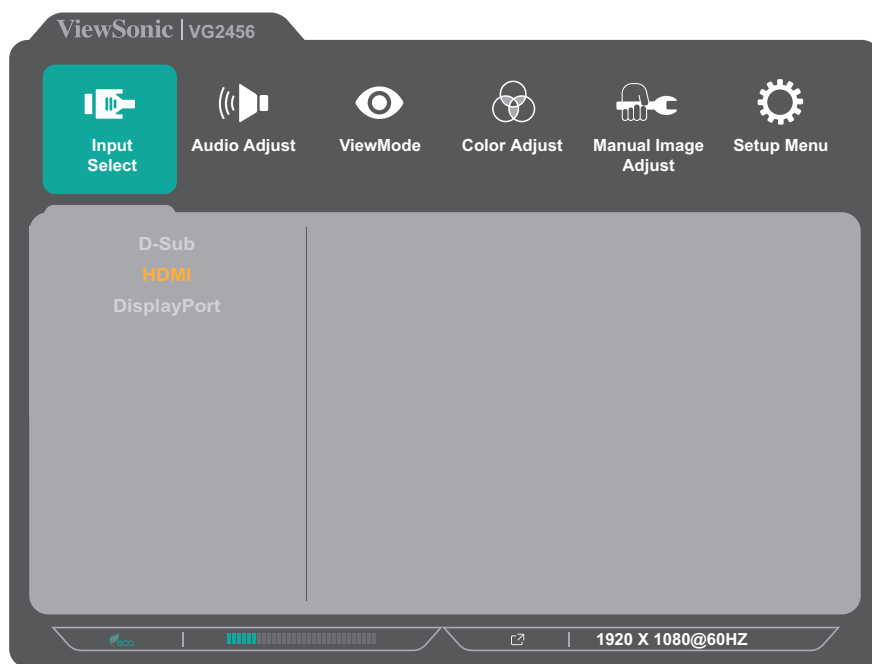 ViewSonic | VG2456
Input
Select
Audio Adjust
ViewMode
Color Adjust
Manual Image
Adjust
Setup Menu
D-Sub
HDMI
DisplayPort
eco
1920 X 1080@60HZ